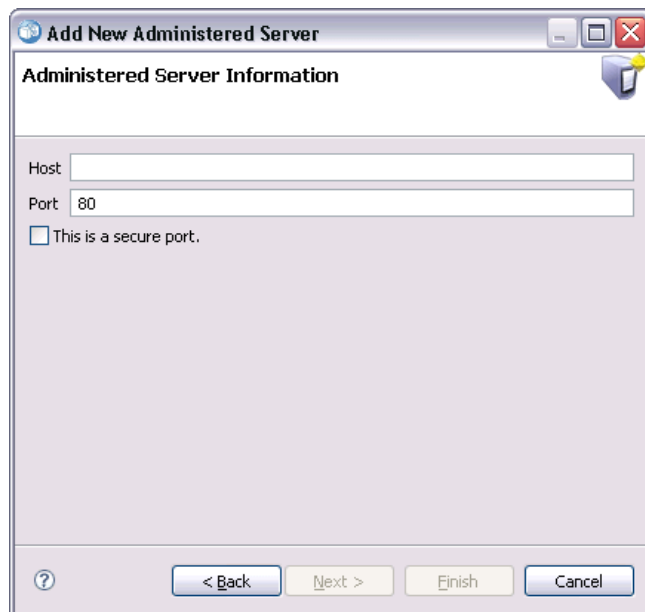 Add New Administered Server
Administered Server Information
Host
Port 80
This is a secure port.
? < Back Next > Finish Cancel